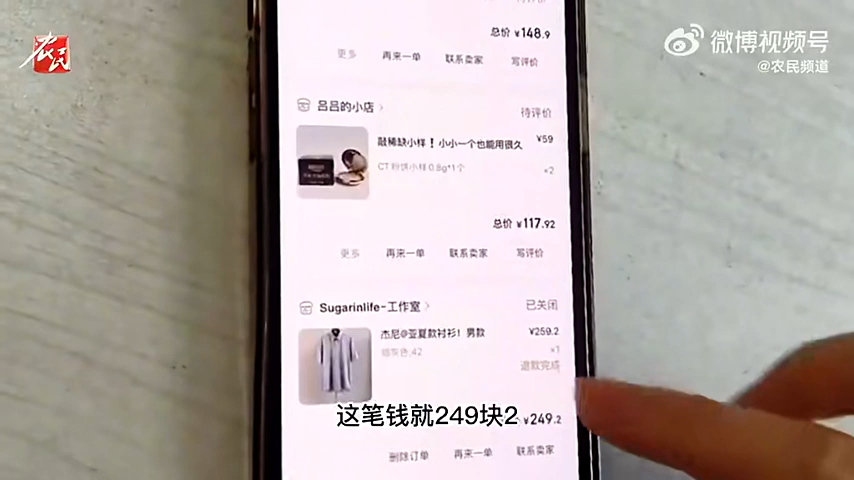 农民
微博视频号
@农民频道
待评价
总价 ¥148.9
更多 再来一单 联系卖家 写评价
吕吕的小店 待评价
敲稀缺小样！小小一个也能用很久 ¥59
CT 粉饼小样0.8g*1个 ×2
总价 ¥117.92
更多 再来一单 联系卖家 写评价
Sugarinlife-工作室 已关闭
杰尼@亚夏款衬衫！男款 ¥259.2
42 ×1
退款完成
这笔钱就249块2
¥249.2
删除订单 再来一单 联系卖家